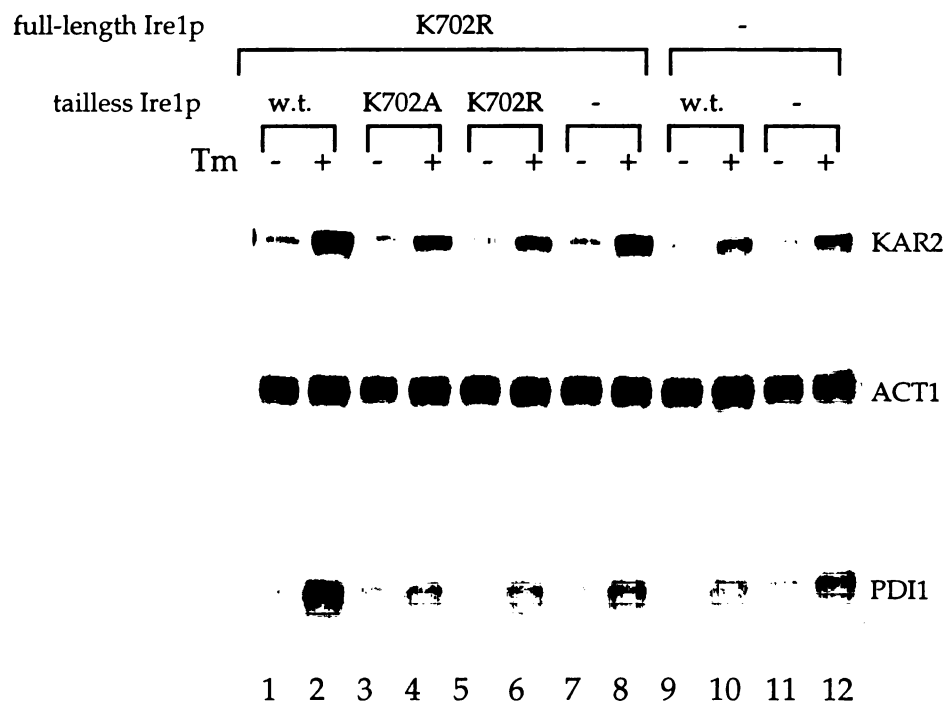 full-length Ire1p K702R -
tailless Ire1p w.t. K702A K702R - w.t. -
Tm - + - + - + - + - + - +
KAR2
ACT1
PDI1
1 2 3 4 5 6 7 8 9 10 11 12